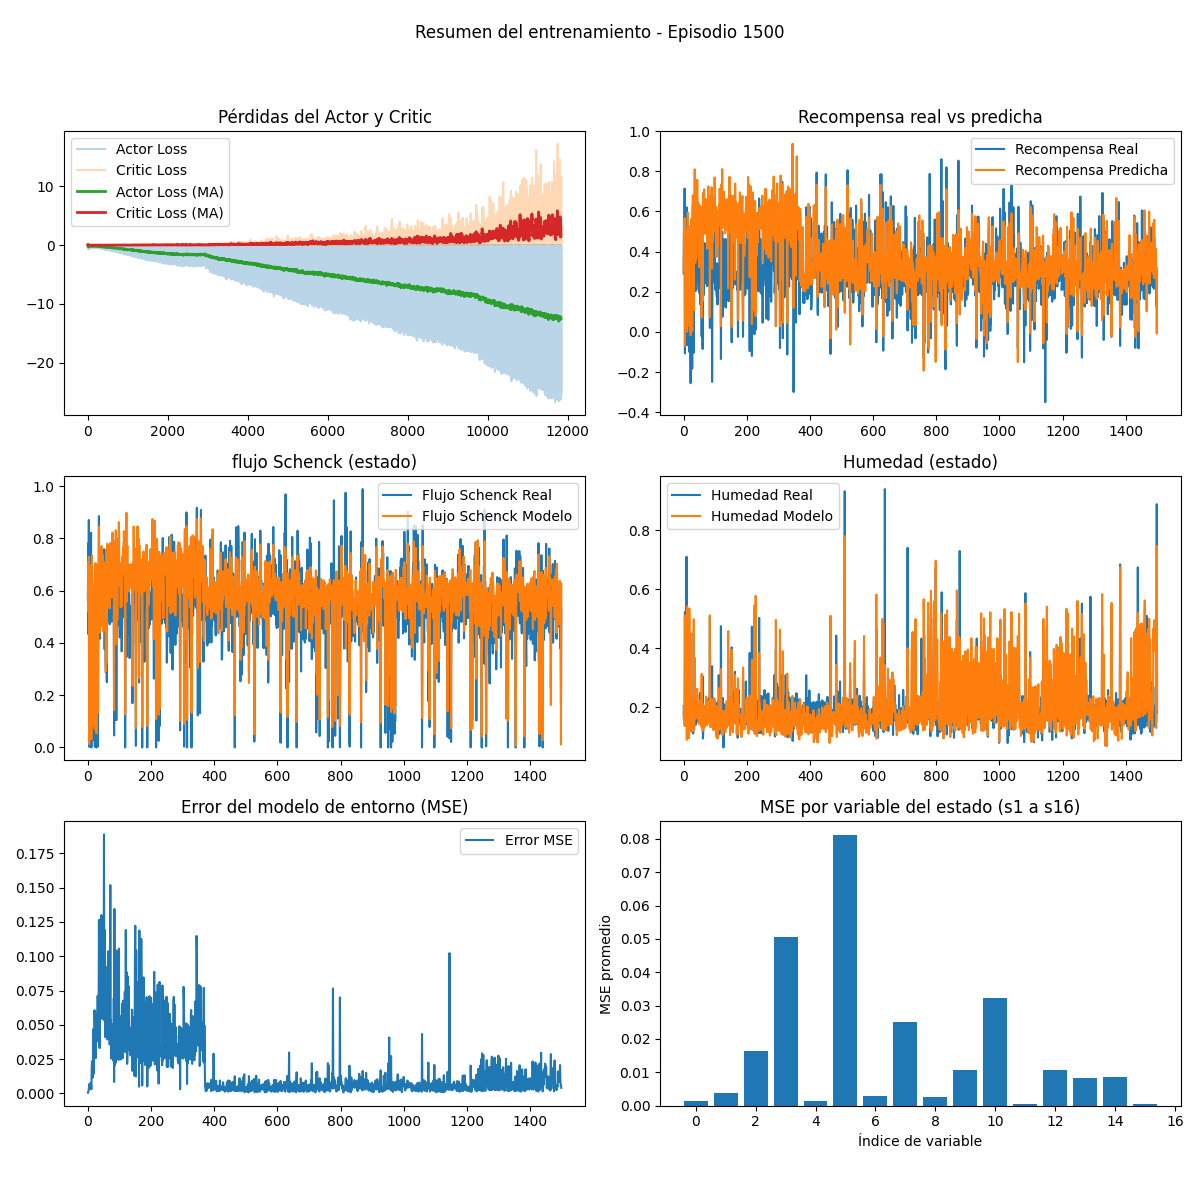 Resumen del entrenamiento - Episodio 1500
Pérdidas del Actor y Critic
Actor Loss
Critic Loss
Actor Loss (MA)
Critic Loss (MA)
10
0
−10
−20
0 2000 4000 6000 8000 10000 12000
Recompensa real vs predicha
Recompensa Real
Recompensa Predicha
1.0
0.8
0.6
0.4
0.2
0.0
−0.2
−0.4
0 200 400 600 800 1000 1200 1400
flujo Schenck (estado)
Flujo Schenck Real
Flujo Schenck Modelo
1.0
0.8
0.6
0.4
0.2
0.0
0 200 400 600 800 1000 1200 1400
Humedad (estado)
Humedad Real
Humedad Modelo
0.8
0.6
0.4
0.2
0 200 400 600 800 1000 1200 1400
Error del modelo de entorno (MSE)
Error MSE
0.175
0.150
0.125
0.100
0.075
0.050
0.025
0.000
0 200 400 600 800 1000 1200 1400
MSE por variable del estado (s1 a s16)
MSE promedio
0.08
0.07
0.06
0.05
0.04
0.03
0.02
0.01
0.00
0 2 4 6 8 10 12 14 16
Índice de variable